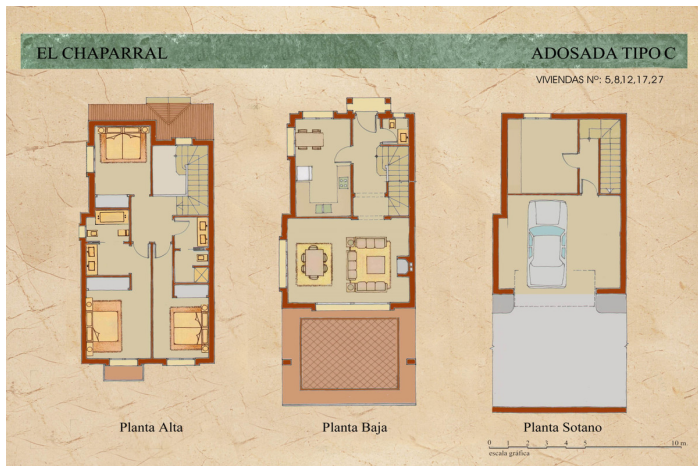 EL CHAPARRAL
ADOSADA TIPO C
VIVIENDAS Nº: 5,8,12,17,27
Planta Alta
Planta Baja
Planta Sotano
0 1 2 3 4 5 10 m.
escala gráfica